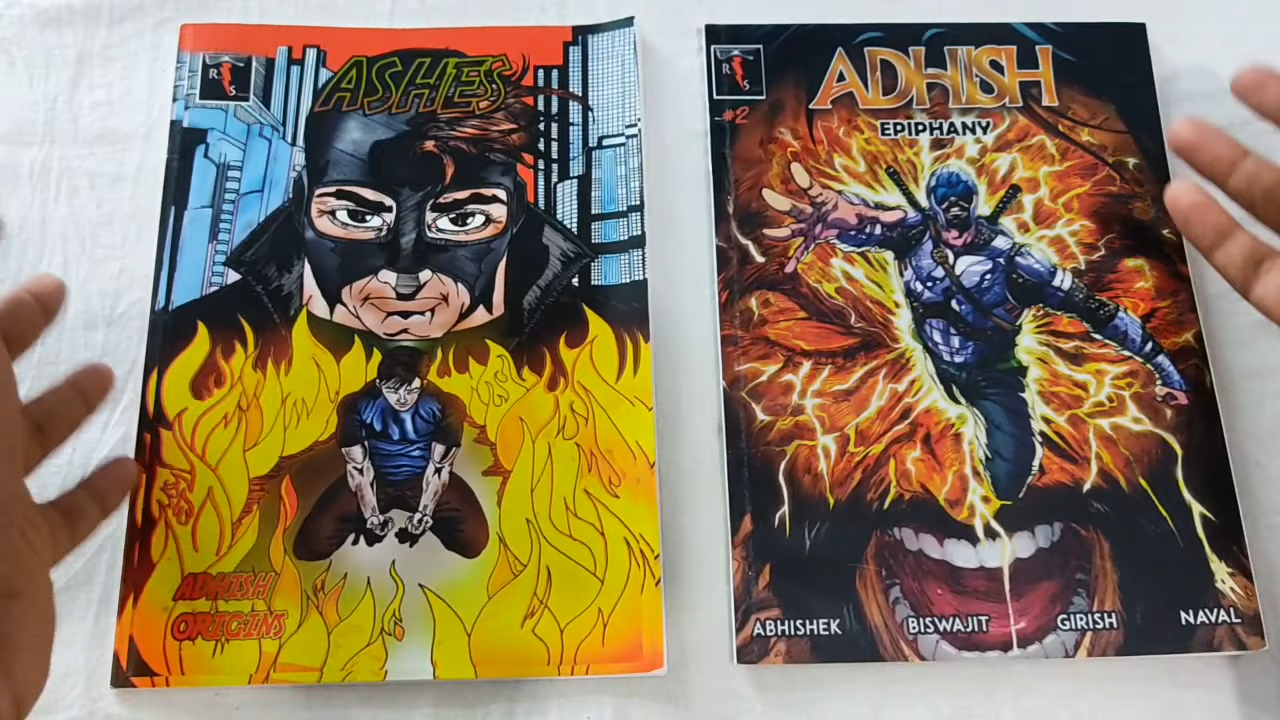 R
S
ASHES
ADHISH
ORIGINS
R
S
#2
ADHISH
EPIPHANY
ABHISHEK BISWAJIT GIRISH NAVAL